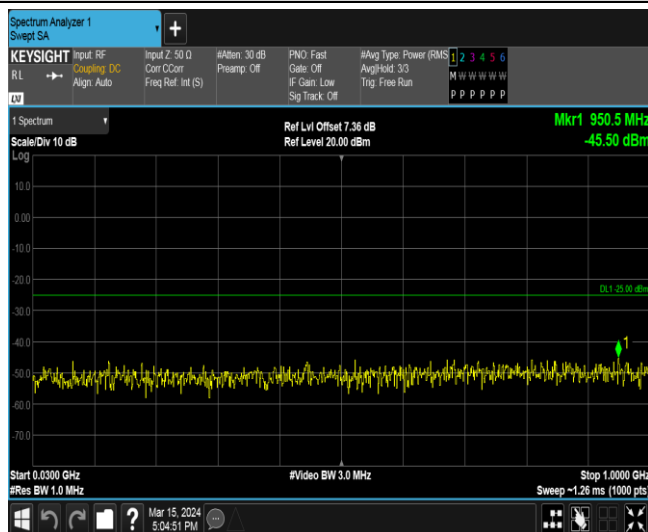 Spectrum Analyzer 1
Swept SA
+
KEYSIGHT Input: RF Input Z: 50 Ω #Atten: 30 dB PNO: Fast #Avg Type: Power (RMS 1 2 3 4 5 6
RL Coupling: DC Corr CCorr Preamp: Off Gate: Off Avg|Hold: 3/3 M W W W W W
Align: Auto Freq Ref: Int (S) IF Gain: Low Trig: Free Run
LXI Sig Track: Off P P P P P P
1 Spectrum Ref Lvl Offset 7.36 dB Mkr1 950.5 MHz
Scale/Div 10 dB Ref Level 20.00 dBm -45.50 dBm
Log
10.0
0.00
-10.0
-20.0
DL1 -25.00 dBm
-30.0
-40.0
1
-50.0
-60.0
-70.0
Start 0.0300 GHz #Video BW 3.0 MHz Stop 1.0000 GHz
#Res BW 1.0 MHz Sweep ~1.26 ms (1000 pts)
? Mar 15, 2024
5:04:51 PM